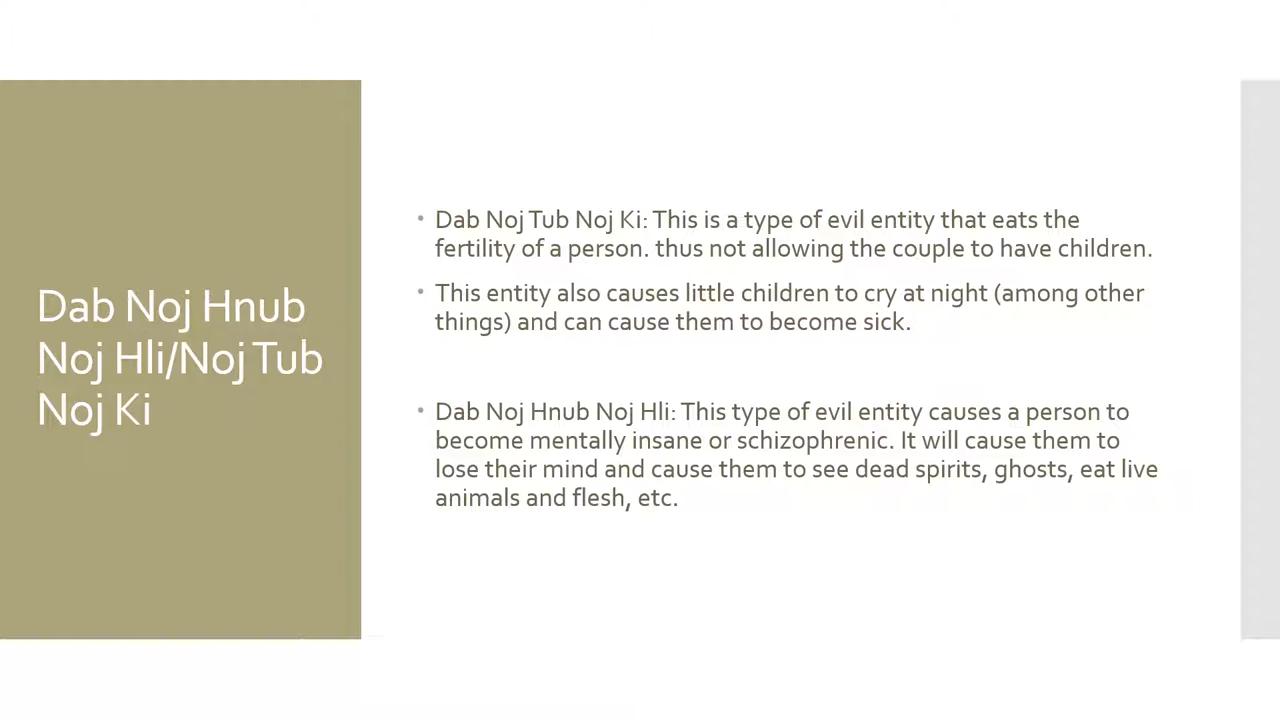 Dab Noj Hnub
Noj Hli/Noj Tub
Noj Ki
• Dab Noj Tub Noj Ki: This is a type of evil entity that eats the
fertility of a person. thus not allowing the couple to have children.
• This entity also causes little children to cry at night (among other
things) and can cause them to become sick.
• Dab Noj Hnub Noj Hli: This type of evil entity causes a person to
become mentally insane or schizophrenic. It will cause them to
lose their mind and cause them to see dead spirits, ghosts, eat live
animals and flesh, etc.